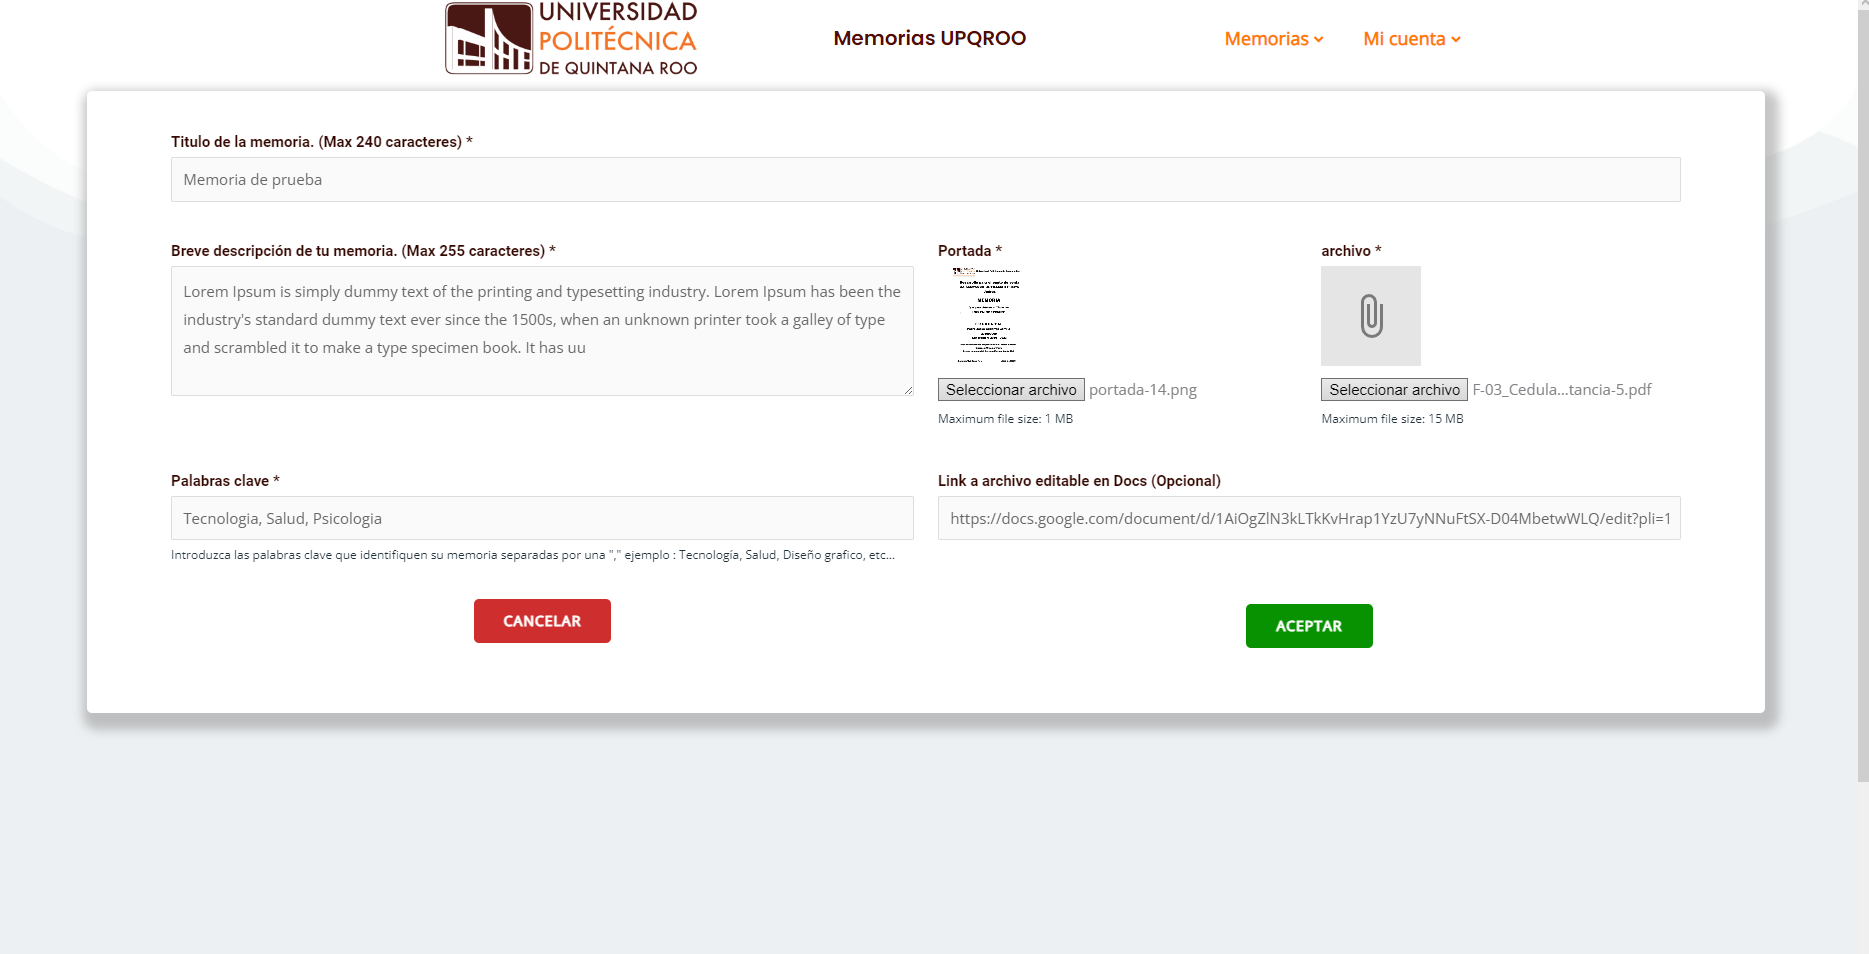 UNIVERSIDAD
POLITÉCNICA
DE QUINTANA ROO
Memorias UPQROO
Memorias
Mi cuenta
Titulo de la memoria. (Max 240 caracteres) *
Memoria de prueba
Breve descripción de tu memoria. (Max 255 caracteres) *
Lorem Ipsum is simply dummy text of the printing and typesetting industry. Lorem Ipsum has been the
industry's standard dummy text ever since the 1500s, when an unknown printer took a galley of type
and scrambled it to make a type specimen book. It has uu
Portada *
MEMORIA
Seleccionar archivo portada-14.png
Maximum file size: 1 MB
archivo *
Seleccionar archivo F-03_Cedula...tancia-5.pdf
Maximum file size: 15 MB
Palabras clave *
Tecnologia, Salud, Psicologia
Introduzca las palabras clave que identifiquen su memoria separadas por una "," ejemplo : Tecnología, Salud, Diseño grafico, etc...
Link a archivo editable en Docs (Opcional)
https://docs.google.com/document/d/1AiOgZlN3kLTkKvHrap1YzU7yNNuFtSX-D04MbetwWLQ/edit?pli=1
CANCELAR
ACEPTAR